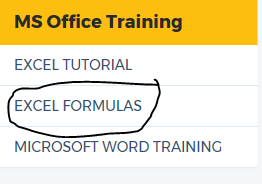 MS Office Training
EXCEL TUTORIAL
EXCEL FORMULAS
MICROSOFT WORD TRAINING